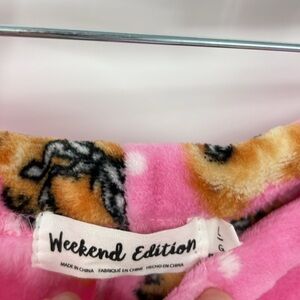 Weekend Edition
MADE IN CHINA FABRIQUÉ EN CHINE HECHO EN CHINA
L
G